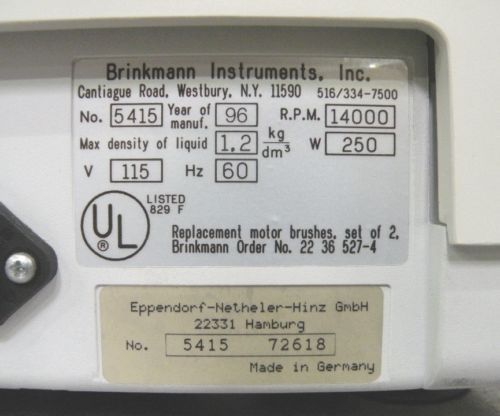 Brinkmann Instruments, Inc.
Cantiague Road, Westbury, N.Y. 11590 516/334-7500
No. 5415 Year of manuf. 96 R.P.M. 14000
Max density of liquid 1,2 kg/dm³ W 250
V 115 Hz 60
UL ® LISTED
829 F
Replacement motor brushes, set of 2,
Brinkmann Order No. 22 36 527-4
Eppendorf-Netheler-Hinz GmbH
22331 Hamburg
No. 5415 72618
Made in Germany